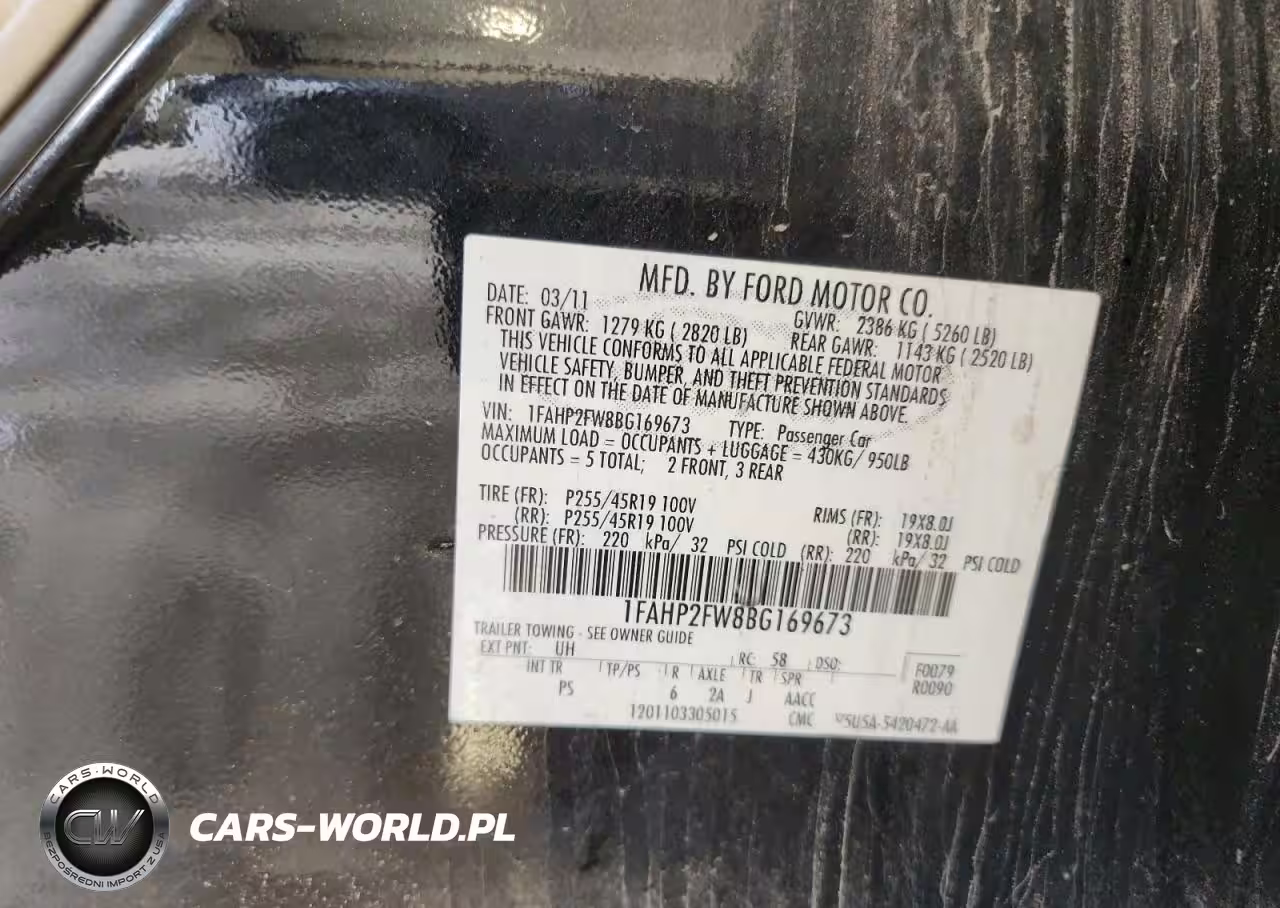 MFD. BY FORD MOTOR CO.
DATE: 03/11 GVWR: 2386 KG ( 5260 LB)
FRONT GAWR: 1279 KG ( 2820 LB) REAR GAWR: 1143 KG ( 2520 LB)
THIS VEHICLE CONFORMS TO ALL APPLICABLE FEDERAL MOTOR
VEHICLE SAFETY, BUMPER, AND THEFT PREVENTION STANDARDS
IN EFFECT ON THE DATE OF MANUFACTURE SHOWN ABOVE.
VIN: 1FAHP2FW8BG169673 TYPE: Passenger Car
MAXIMUM LOAD = OCCUPANTS + LUGGAGE = 430KG/ 950LB
OCCUPANTS = 5 TOTAL; 2 FRONT, 3 REAR
TIRE (FR): P255/45R19 100V RIMS (FR): 19X8.0J
(RR): P255/45R19 100V (RR): 19X8.0J
PRESSURE (FR): 220 kPa/ 32 PSI COLD (RR): 220 kPa/ 32 PSI COLD
1FAHP2FW8BG169673
TRAILER TOWING - SEE OWNER GUIDE
EXT PNT: UH RC: 58 DSO: F0079
INT TR TP/PS R AXLE TR SPR R0090
PS 6 2A J AACC
1201103305015 CMC 5USA-5420472-AA
CARS-WORLD
CW
BEZPOŚREDNI IMPORT Z USA
CARS-WORLD.PL